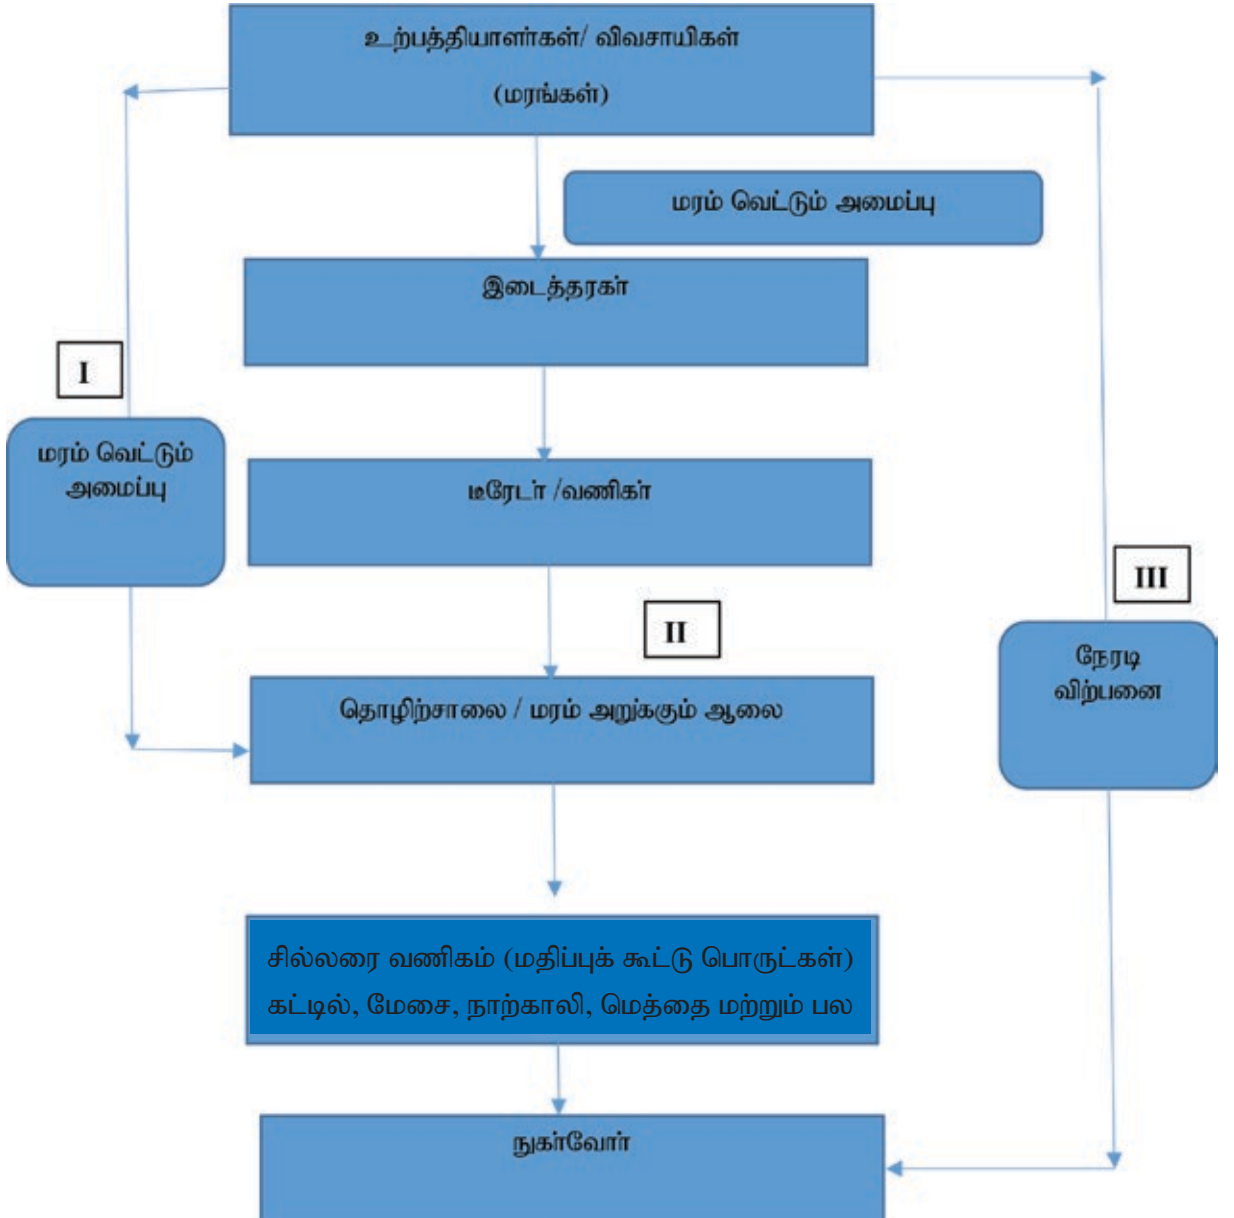 உற்பத்தியாளர்கள்/ விவசாயிகள்
(மரங்கள்)
மரம் வெட்டும் அமைப்பு
இடைத்தரகர்
I
மரம் வெட்டும்
அமைப்பு
டீரேடர் /வணிகர்
II
III
தொழிற்சாலை / மரம் அறுக்கும் ஆலை
நேரடி
விற்பனை
சில்லரை வணிகம் (மதிப்புக் கூட்டு பொருட்கள்)
கட்டில், மேசை, நாற்காலி, மெத்தை மற்றும் பல
நுகர்வோர்